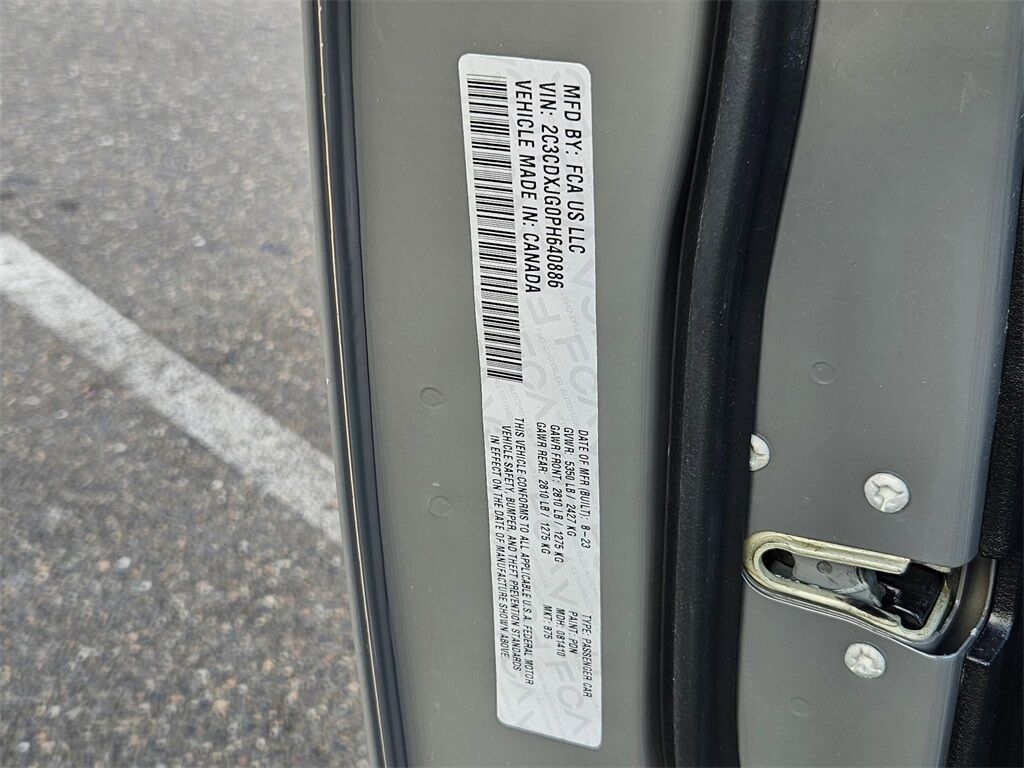 MFD BY: FCA US LLC
VIN: 2C3CDXJG0PH640886
VEHICLE MADE IN: CANADA
DATE OF MFR (BUILT): 8-23
GVWR: 5350 LB / 2427 KG
GAWR FRONT: 2810 LB / 1275 KG
GAWR REAR: 2810 LB / 1275 KG
TYPE: PASSENGER CAR
PAINT: PDN
MDH: 081410
MKT: 875
THIS VEHICLE CONFORMS TO ALL APPLICABLE U.S.A. FEDERAL MOTOR
VEHICLE SAFETY, BUMPER, AND THEFT PREVENTION STANDARDS
IN EFFECT ON THE DATE OF MANUFACTURE SHOWN ABOVE.